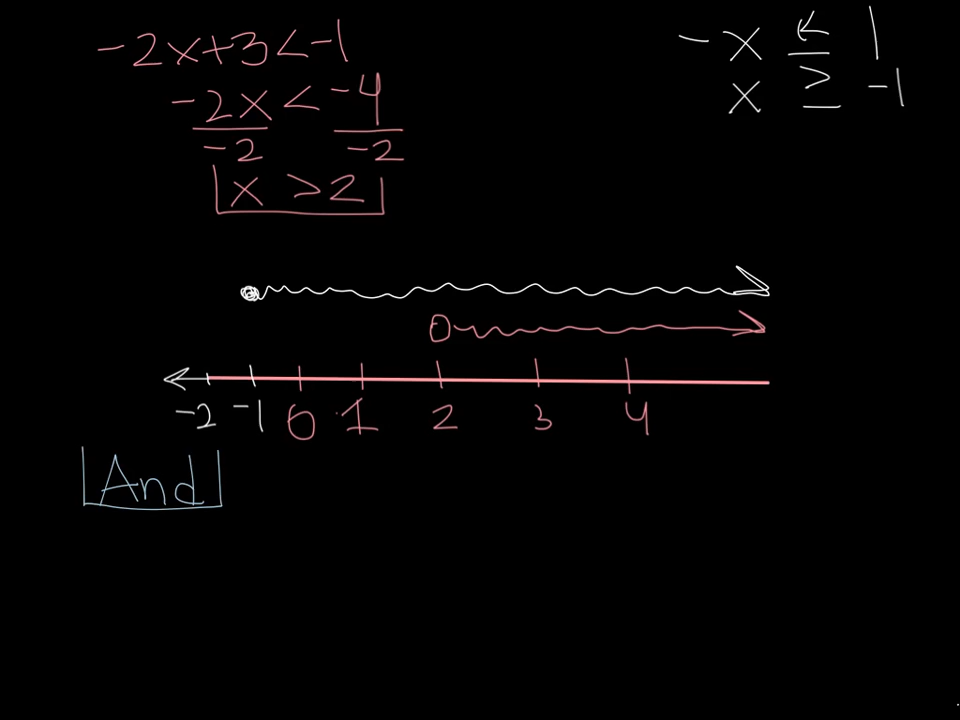 -2x+3<-1
-x ≤ 1
-2x < -4
x ≥ -1
-2 -2
x >2
-2 -1 0 1 2 3 4
And